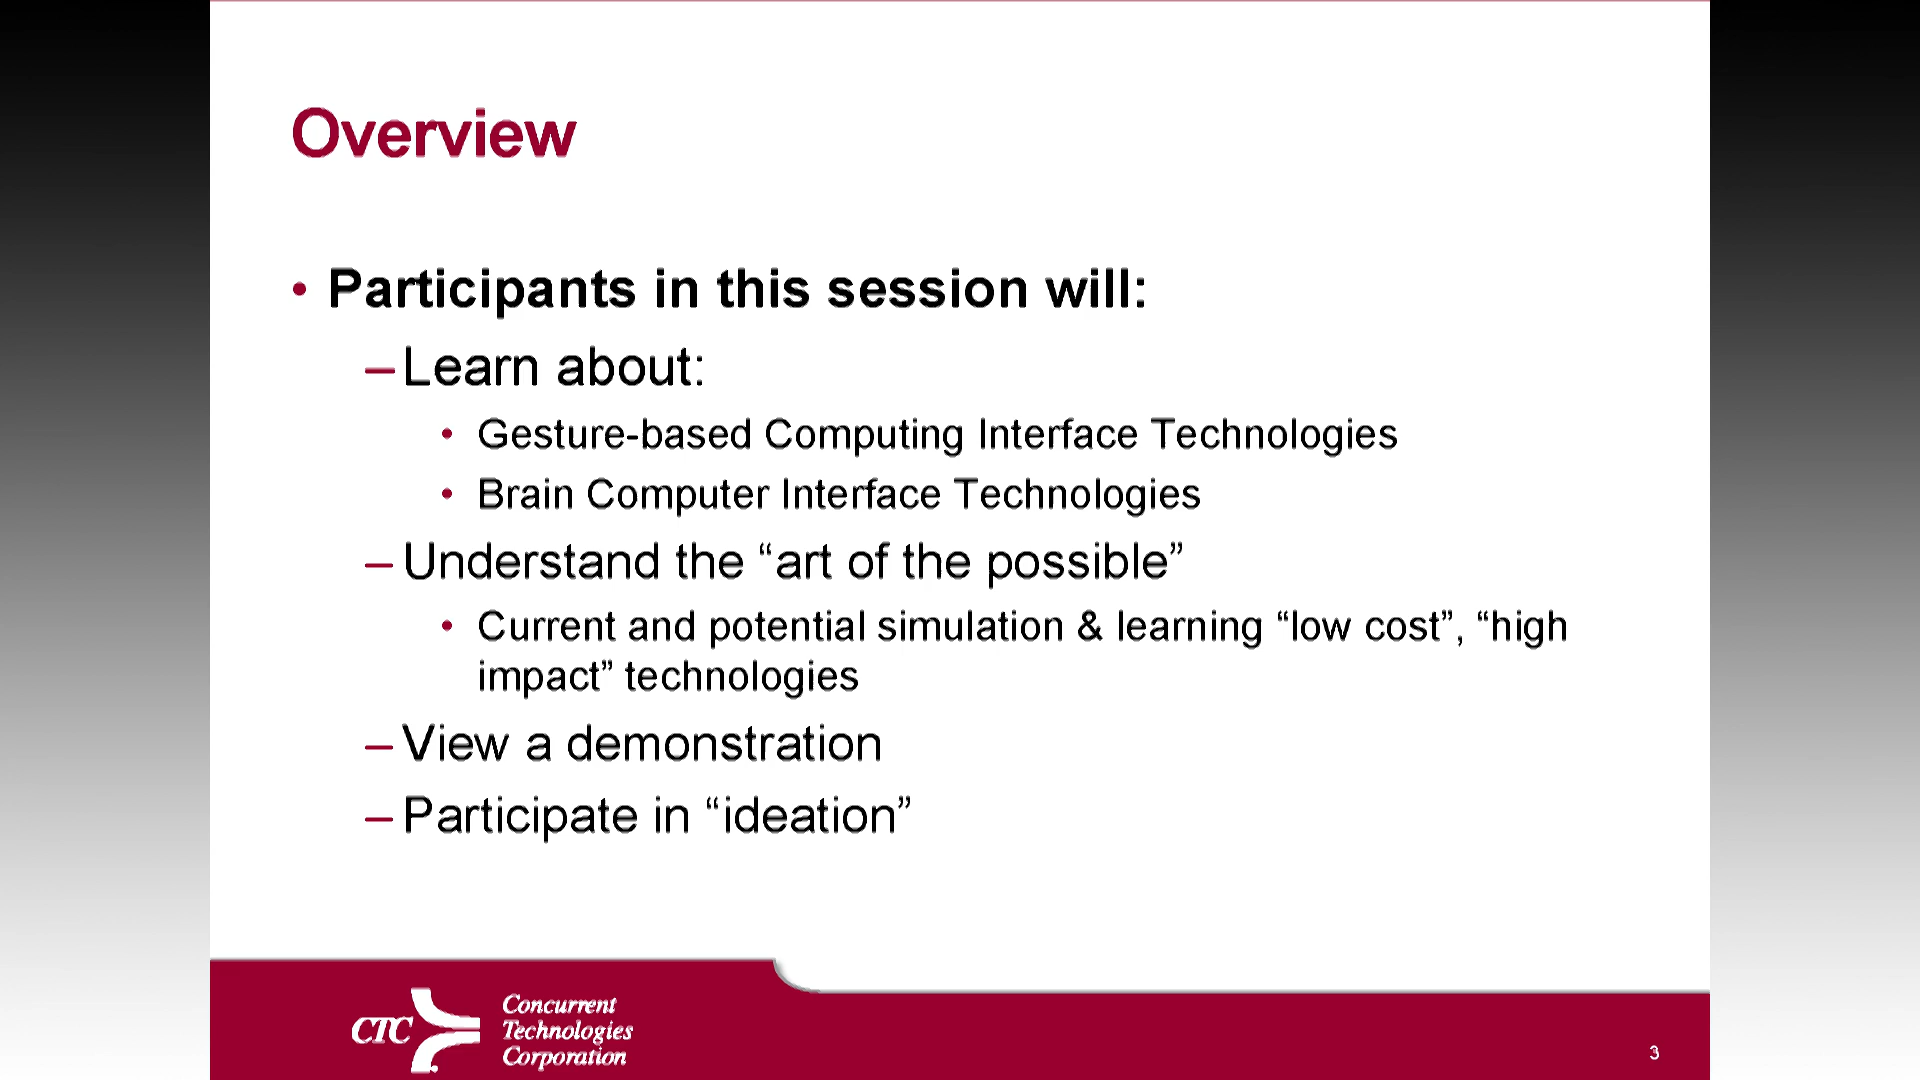 Overview
• Participants in this session will:
– Learn about:
• Gesture-based Computing Interface Technologies
• Brain Computer Interface Technologies
– Understand the “art of the possible”
• Current and potential simulation & learning “low cost”, “high
impact” technologies
– View a demonstration
– Participate in “ideation”
CTC
Concurrent
Technologies
Corporation
3